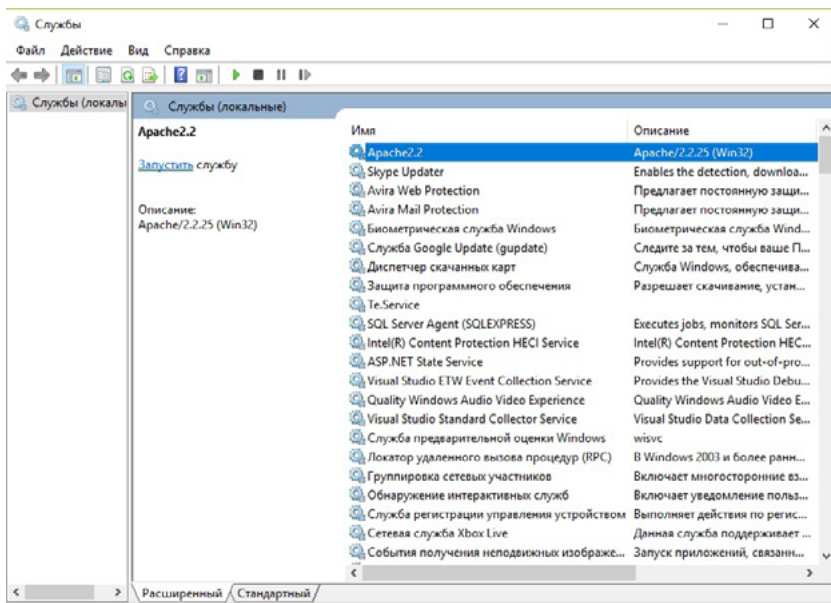 Службы
Файл Действие Вид Справка
Службы (локалы
Службы (локальные)
Apache2.2
Запустить службу
Описание:
Apache/2.2.25 (Win32)
Имя Описание
Apache2.2 Apache/2.2.25 (Win32)
Skype Updater Enables the detection, downloa...
Avira Web Protection Предлагает постоянную защи...
Avira Mail Protection Предлагает постоянную защи...
Биометрическая служба Windows Биометрическая служба Wind...
Служба Google Update (gupdate) Следите за тем, чтобы ваше П...
Диспетчер скачанных карт Служба Windows, обеспечива...
Защита программного обеспечения Разрешает скачивание, устан...
Te.Service
SQL Server Agent (SQLEXPRESS) Executes jobs, monitors SQL Ser...
Intel(R) Content Protection HECI Service Intel(R) Content Protection HEC...
ASP.NET State Service Provides support for out-of-pro...
Visual Studio ETW Event Collection Service Provides the Visual Studio Debu...
Quality Windows Audio Video Experience Quality Windows Audio Video E...
Visual Studio Standard Collector Service Visual Studio Data Collection Se...
Служба предварительной оценки Windows wisvc
Локатор удаленного вызова процедур (RPC) В Windows 2003 и более ранн...
Группировка сетевых участников Включает многосторонние вз...
Обнаружение интерактивных служб Включает уведомление польз...
Служба регистрации управления устройством Выполняет действия по регис...
Сетевая служба Xbox Live Данная служба поддерживает ...
События получения неподвижных изображе... Запуск приложений, связанн...
Расширенный Стандартный